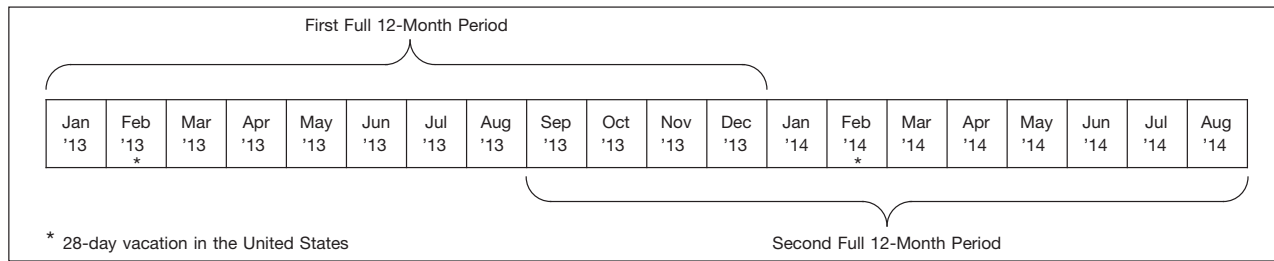 First Full 12-Month Period
Jan Feb Mar Apr May Jun Jul Aug Sep Oct Nov Dec Jan Feb Mar Apr May Jun Jul Aug
'13 '13 '13 '13 '13 '13 '13 '13 '13 '13 '13 '13 '14 '14 '14 '14 '14 '14 '14 '14
* *
* 28-day vacation in the United States
Second Full 12-Month Period